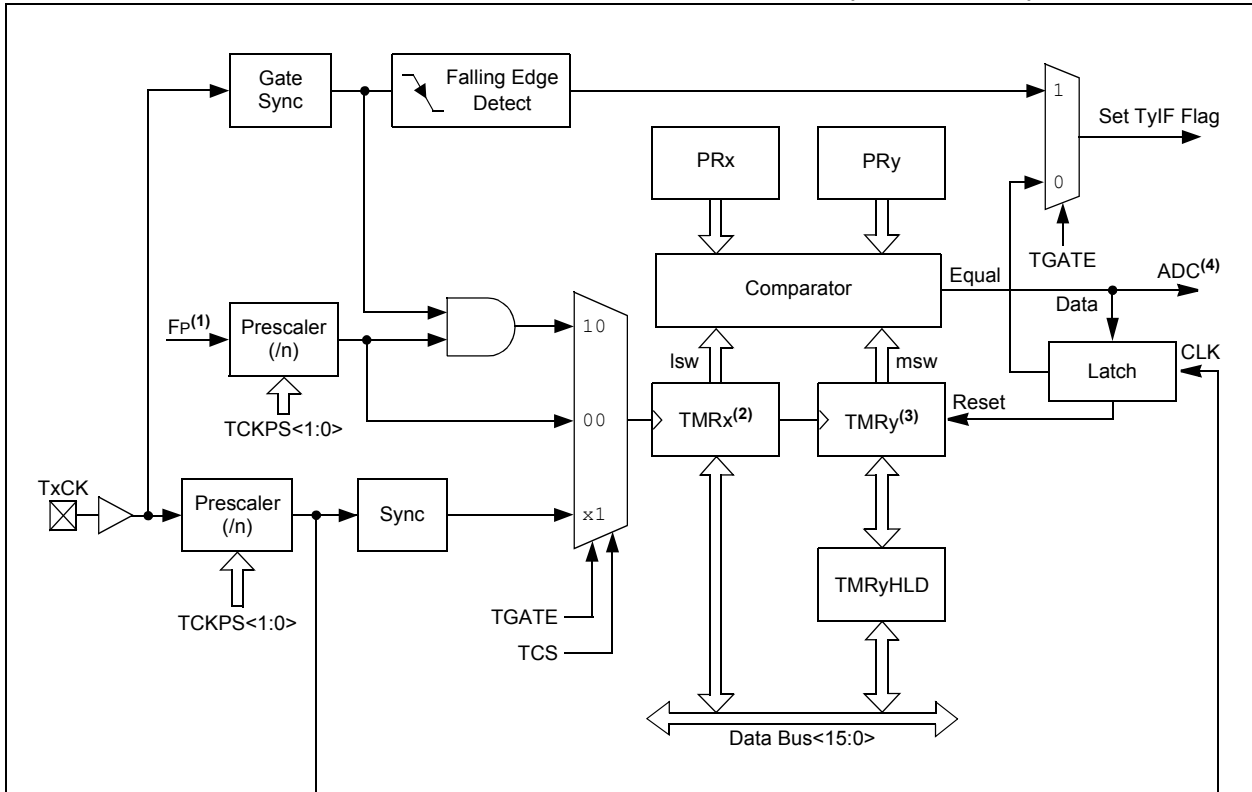 Gate
Sync
Falling Edge
Detect
1
Set TyIF Flag
PRx
PRy
0
TGATE
Equal
ADC(4)
Comparator
Data
FP(1)
Prescaler
(/n)
10
lsw
msw
CLK
Latch
TCKPS<1:0>
00
TMRx(2)
TMRy(3)
Reset
TxCK
Prescaler
(/n)
Sync
x1
TMRyHLD
TCKPS<1:0>
TGATE
TCS
Data Bus<15:0>